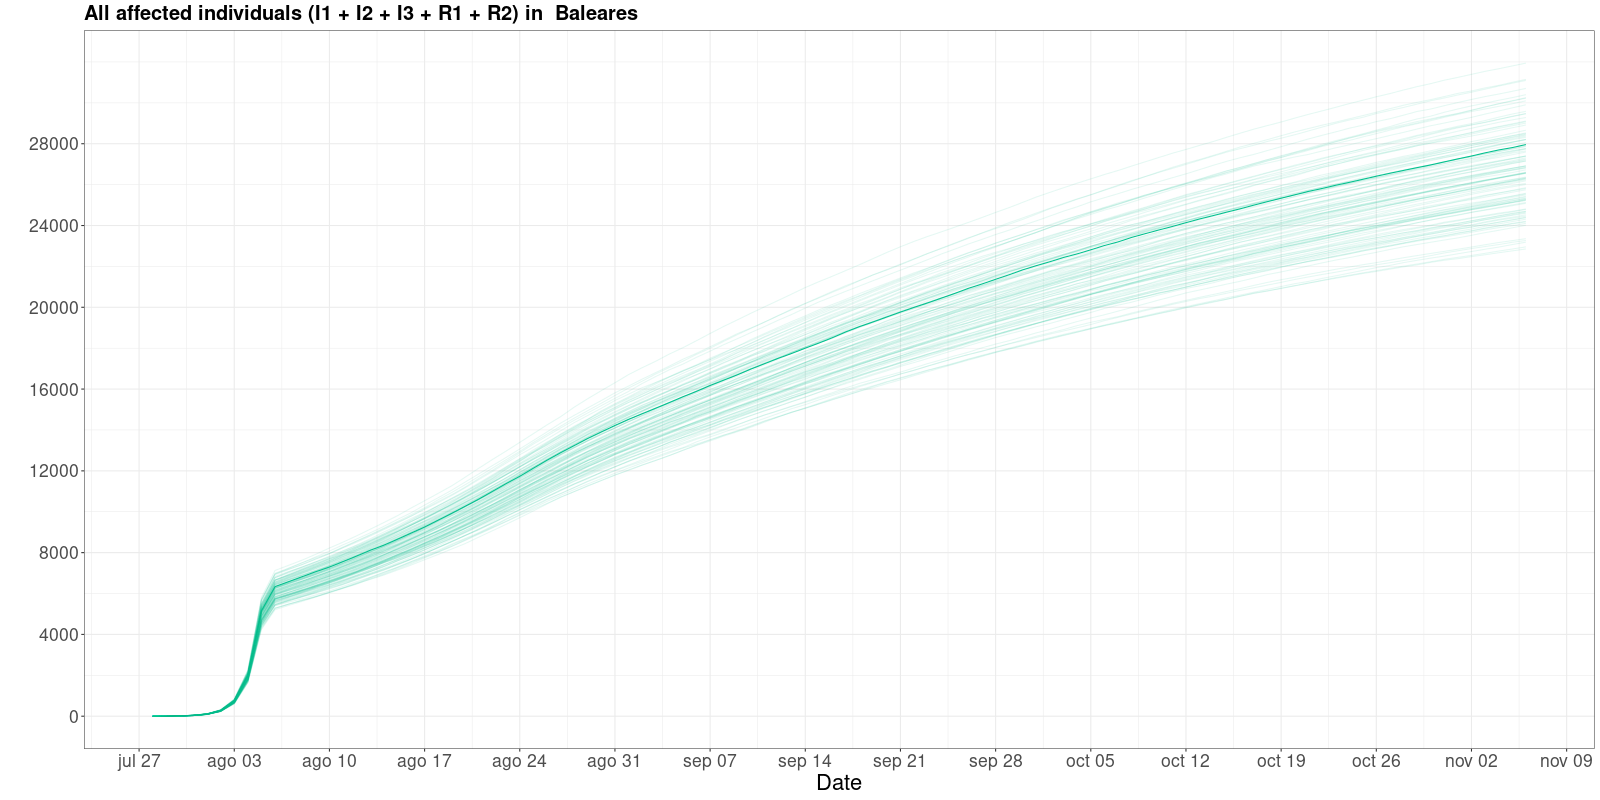 All affected individuals (I1 + I2 + I3 + R1 + R2) in  Baleares
28000
24000
20000
16000
12000
8000
4000
0
jul 27 ago 03 ago 10 ago 17 ago 24 ago 31 sep 07 sep 14 sep 21 sep 28 oct 05 oct 12 oct 19 oct 26 nov 02 nov 09
Date